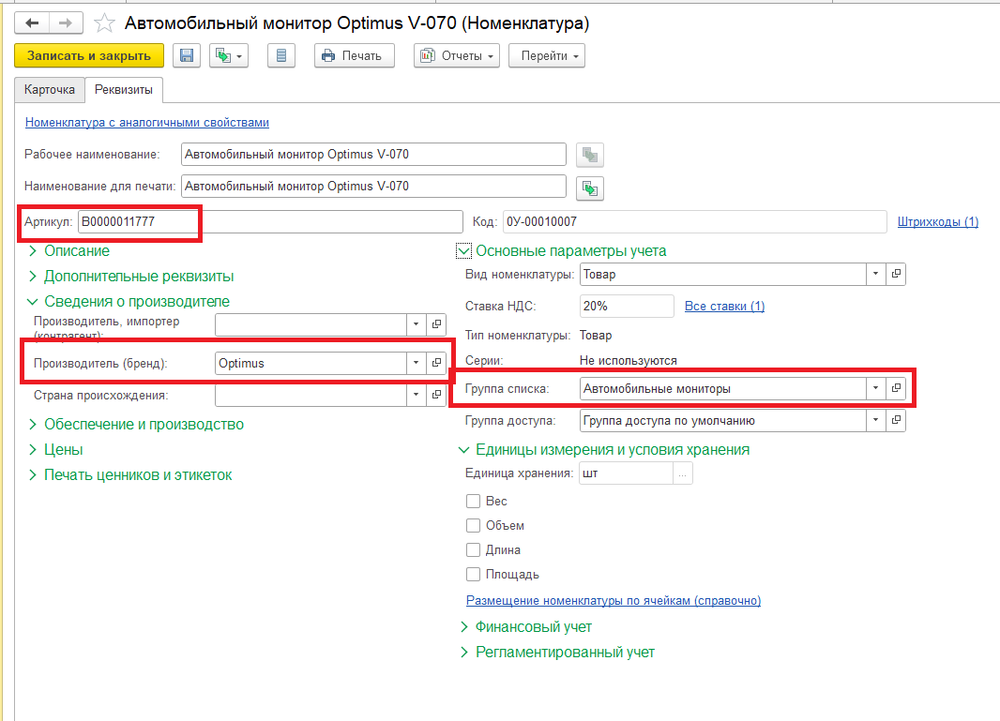 Автомобильный монитор Optimus V-070 (Номенклатура)
Записать и закрыть
Печать
Отчеты
Перейти
Карточка
Реквизиты
Номенклатура с аналогичными свойствами
Рабочее наименование: Автомобильный монитор Optimus V-070
Наименование для печати: Автомобильный монитор Optimus V-070
Артикул: В0000011777
Код: 0У-00010007
Штрихкоды (1)
Описание
Дополнительные реквизиты
Сведения о производителе
Производитель, импортер
(контрагент):
Производитель (бренд): Optimus
Страна происхождения:
Обеспечение и производство
Цены
Печать ценников и этикеток
Основные параметры учета
Вид номенклатуры: Товар
Ставка НДС: 20% Все ставки (1)
Тип номенклатуры: Товар
Серии: Не используются
Группа списка: Автомобильные мониторы
Группа доступа: Группа доступа по умолчанию
Единицы измерения и условия хранения
Единица хранения: шт ...
Вес
Объем
Длина
Площадь
Размещение номенклатуры по ячейкам (справочно)
Финансовый учет
Регламентированный учет